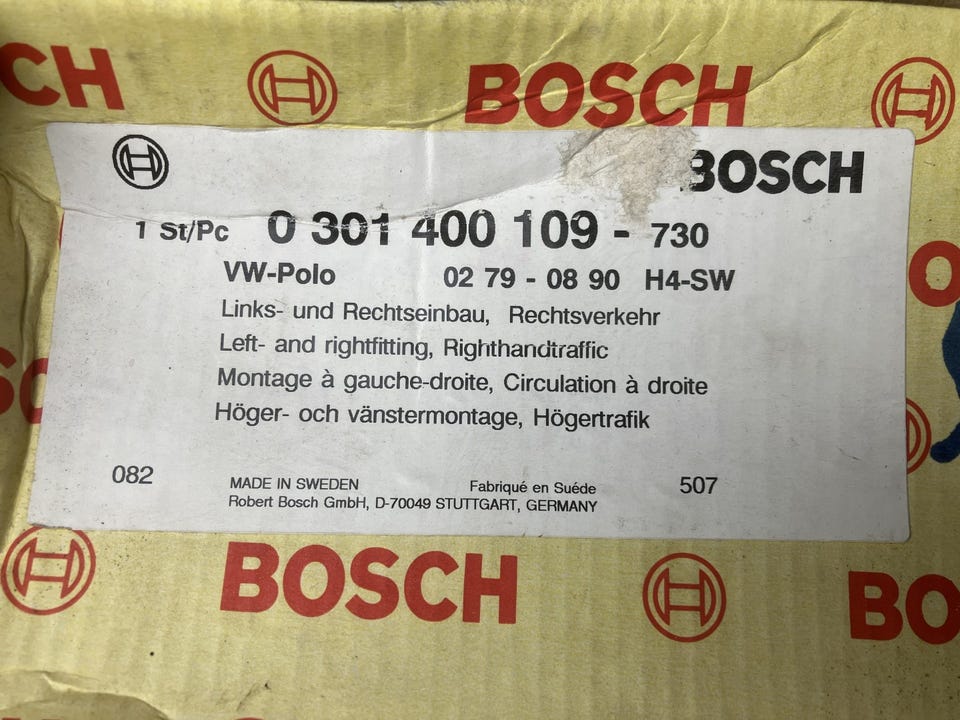 SCH
BOSCH
BOSCH
1 St/Pc 0 301 400 109 - 730
VW-Polo 02 79 - 08 90 H4-SW
Links- und Rechtseinbau, Rechtsverkehr
Left- and rightfitting, Righthandtraffic
Montage à gauche-droite, Circulation à droite
Höger- och vänstermontage, Högertrafik
082 MADE IN SWEDEN Fabriqué en Suéde 507
Robert Bosch GmbH, D-70049 STUTTGART, GERMANY
BOSCH
BO